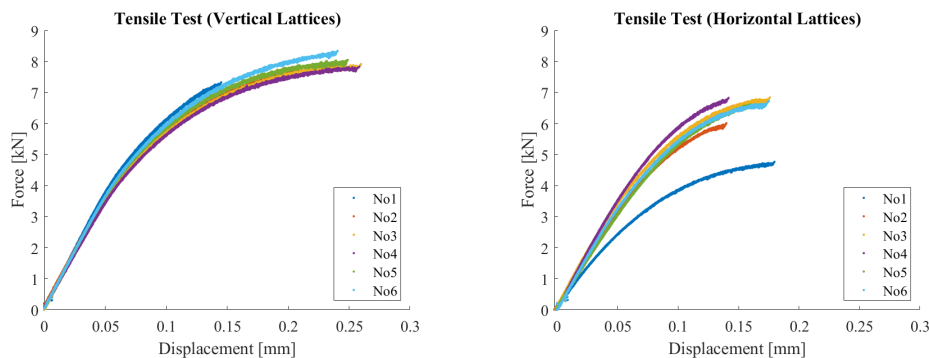 Tensile Test (Vertical Lattices)
9
8
7
6
5
4
3
2
1
0
Force [kN]
0
0.05
0.1
0.15
0.2
0.25
0.3
Displacement [mm]
No1
No2
No3
No4
No5
No6
Tensile Test (Horizontal Lattices)
9
8
7
6
5
4
3
2
1
0
Force [kN]
0
0.05
0.1
0.15
0.2
0.25
0.3
Displacement [mm]
No1
No2
No3
No4
No5
No6